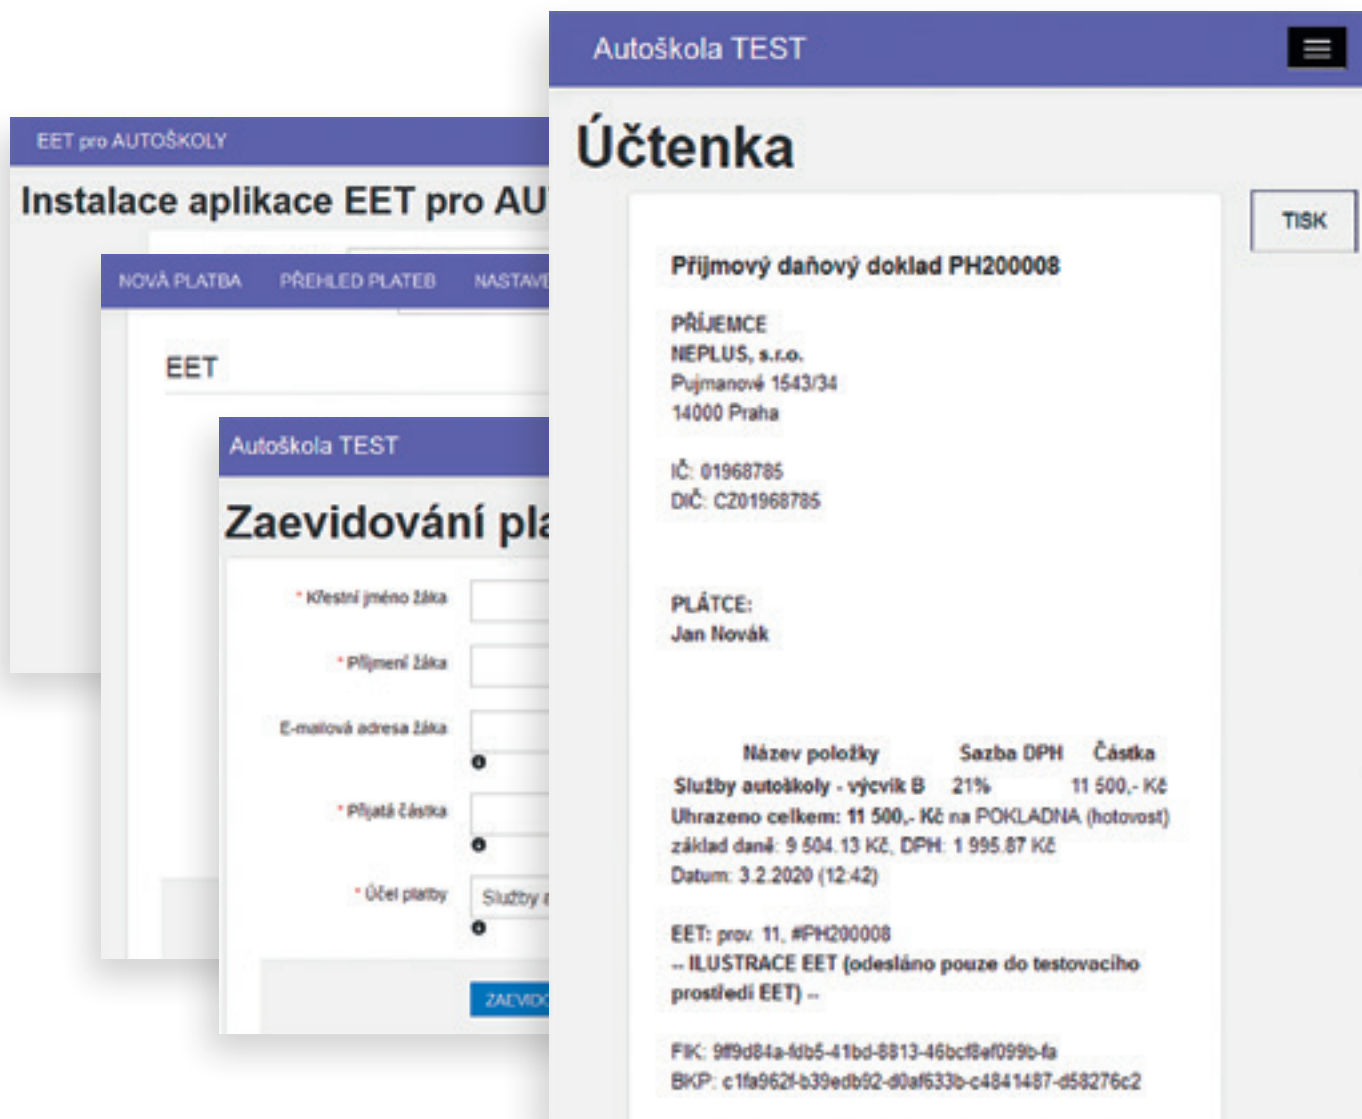 EET pro AUTOŠKOLY
Instalace aplikace EET pro AU
NOVÁ PLATBA PŘEHLED PLATEB NASTAVE
EET
Autoškola TEST
Zaevidování pla
* Křestní jméno žáka
* Příjmení žáka
E-mailová adresa žáka
* Přijatá částka
* Účel platby Služby a
ZAEVIDO
Autoškola TEST
Účtenka
TISK
Příjmový daňový doklad PH200008
PŘÍJEMCE
NEPLUS, s.r.o.
Pujmanové 1543/34
14000 Praha
IČ: 01968785
DIČ: CZ01968785
PLÁTCE:
Jan Novák
Název položky Sazba DPH Částka
Služby autoškoly - výcvik B 21% 11 500,- Kč
Uhrazeno celkem: 11 500,- Kč na POKLADNA (hotovost)
základ daně: 9 504.13 Kč, DPH: 1 995.87 Kč
Datum: 3.2.2020 (12:42)
EET: prov. 11, #PH200008
-- ILUSTRACE EET (odesláno pouze do testovacího
prostředí EET) --
FIK: 9ff9d84a-fdb5-41bd-8813-46bcf8ef099b-fa
BKP: c1fa962f-b39edb92-d0af633b-c4841487-d58276c2